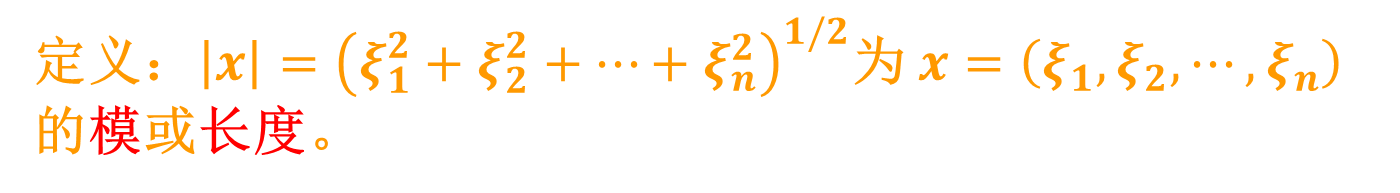 定义：|x| = (ξ₁² + ξ₂² + ⋯ + ξₙ²)^{1/2} 为 x = (ξ₁, ξ₂, ⋯ , ξₙ)
的模或长度。